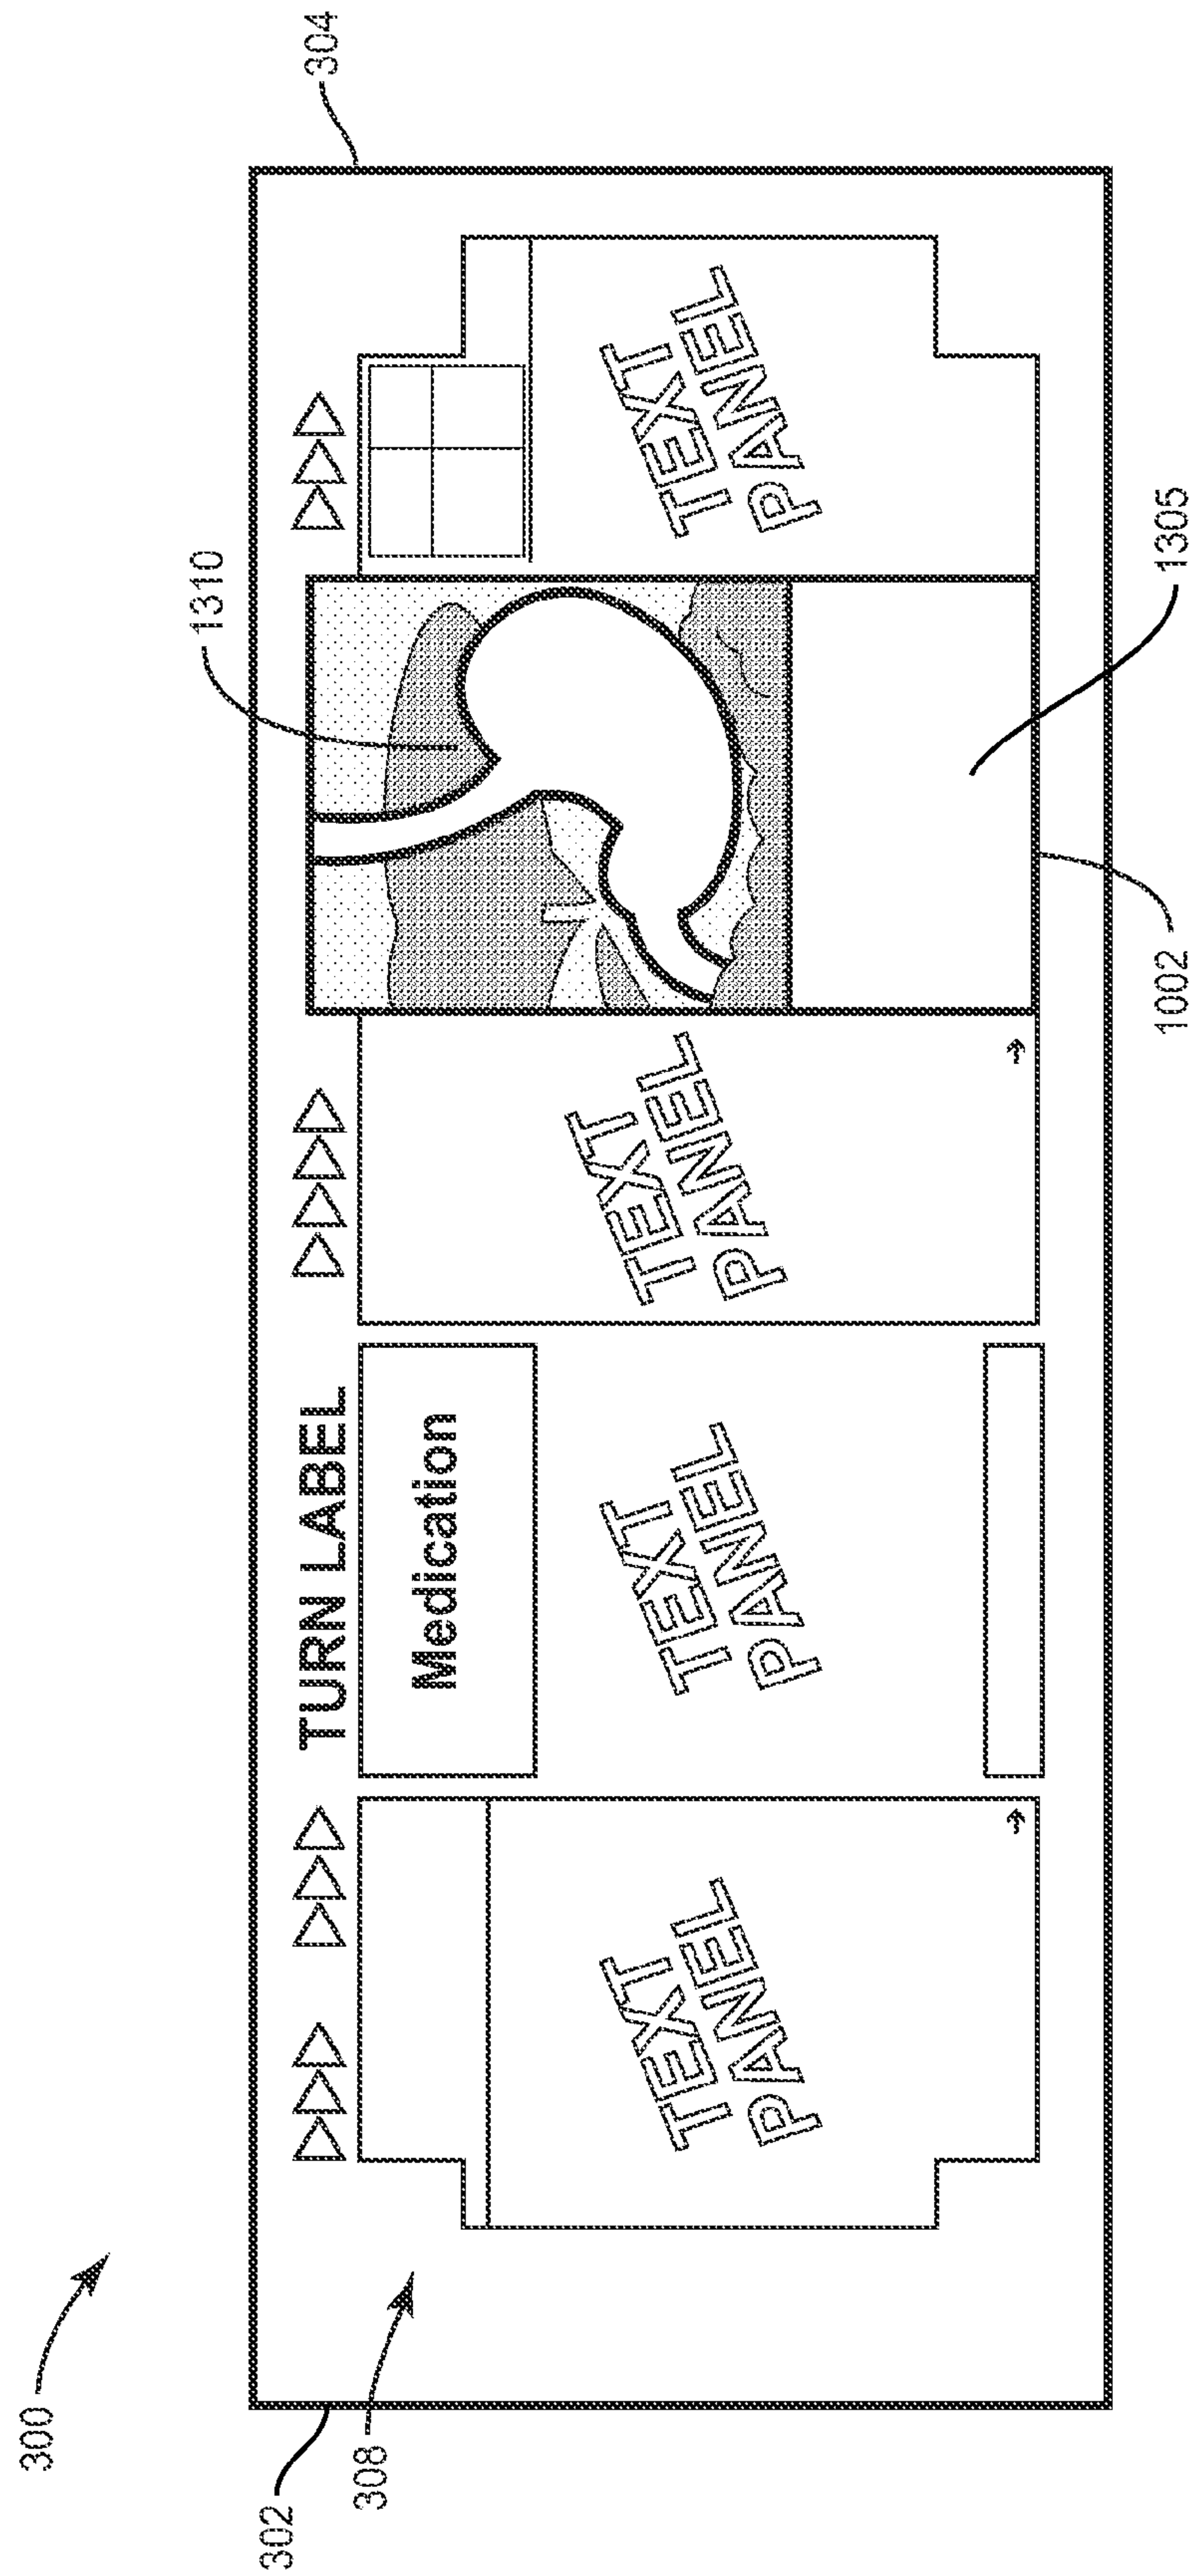 300
1310
302
TURN LABEL
304
308
Medication
TEXT
PANEL
TEXT
PANEL
TEXT
PANEL
TEXT
PANEL
1002
1305